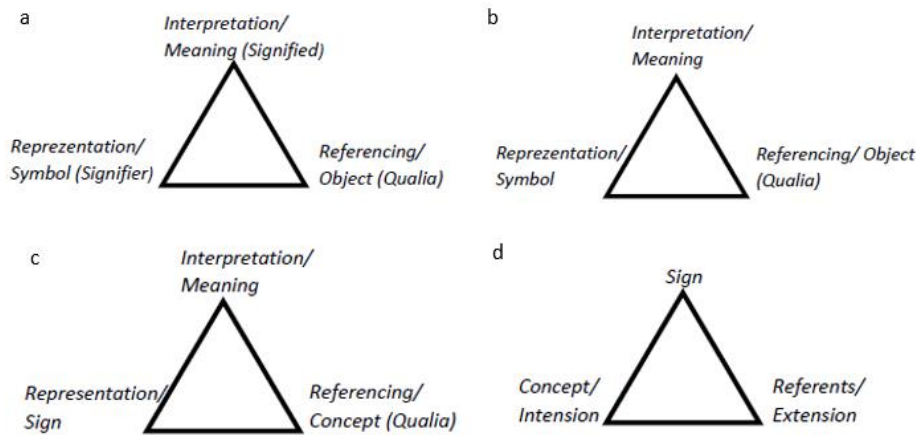 a
Interpretation/
Meaning (Signified)
Reprezentation/
Symbol (Signifier)
Referencing/
Object (Qualia)
b
Interpretation/
Meaning
Reprezentation/
Symbol
Referencing/ Object
(Qualia)
c
Interpretation/
Meaning
Representation/
Sign
Referencing/
Concept (Qualia)
d
Sign
Concept/
Intension
Referents/
Extension